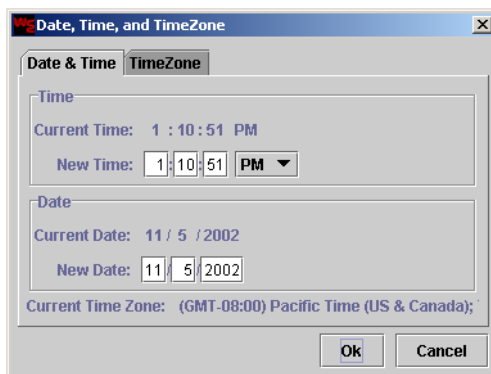 WS Date, Time, and TimeZone
Date & Time TimeZone
Time
Current Time: 1 : 10 : 51 PM
New Time: 1 : 10 : 51 PM
Date
Current Date: 11 / 5 / 2002
New Date: 11 / 5 / 2002
Current Time Zone: (GMT-08:00) Pacific Time (US & Canada);
Ok Cancel